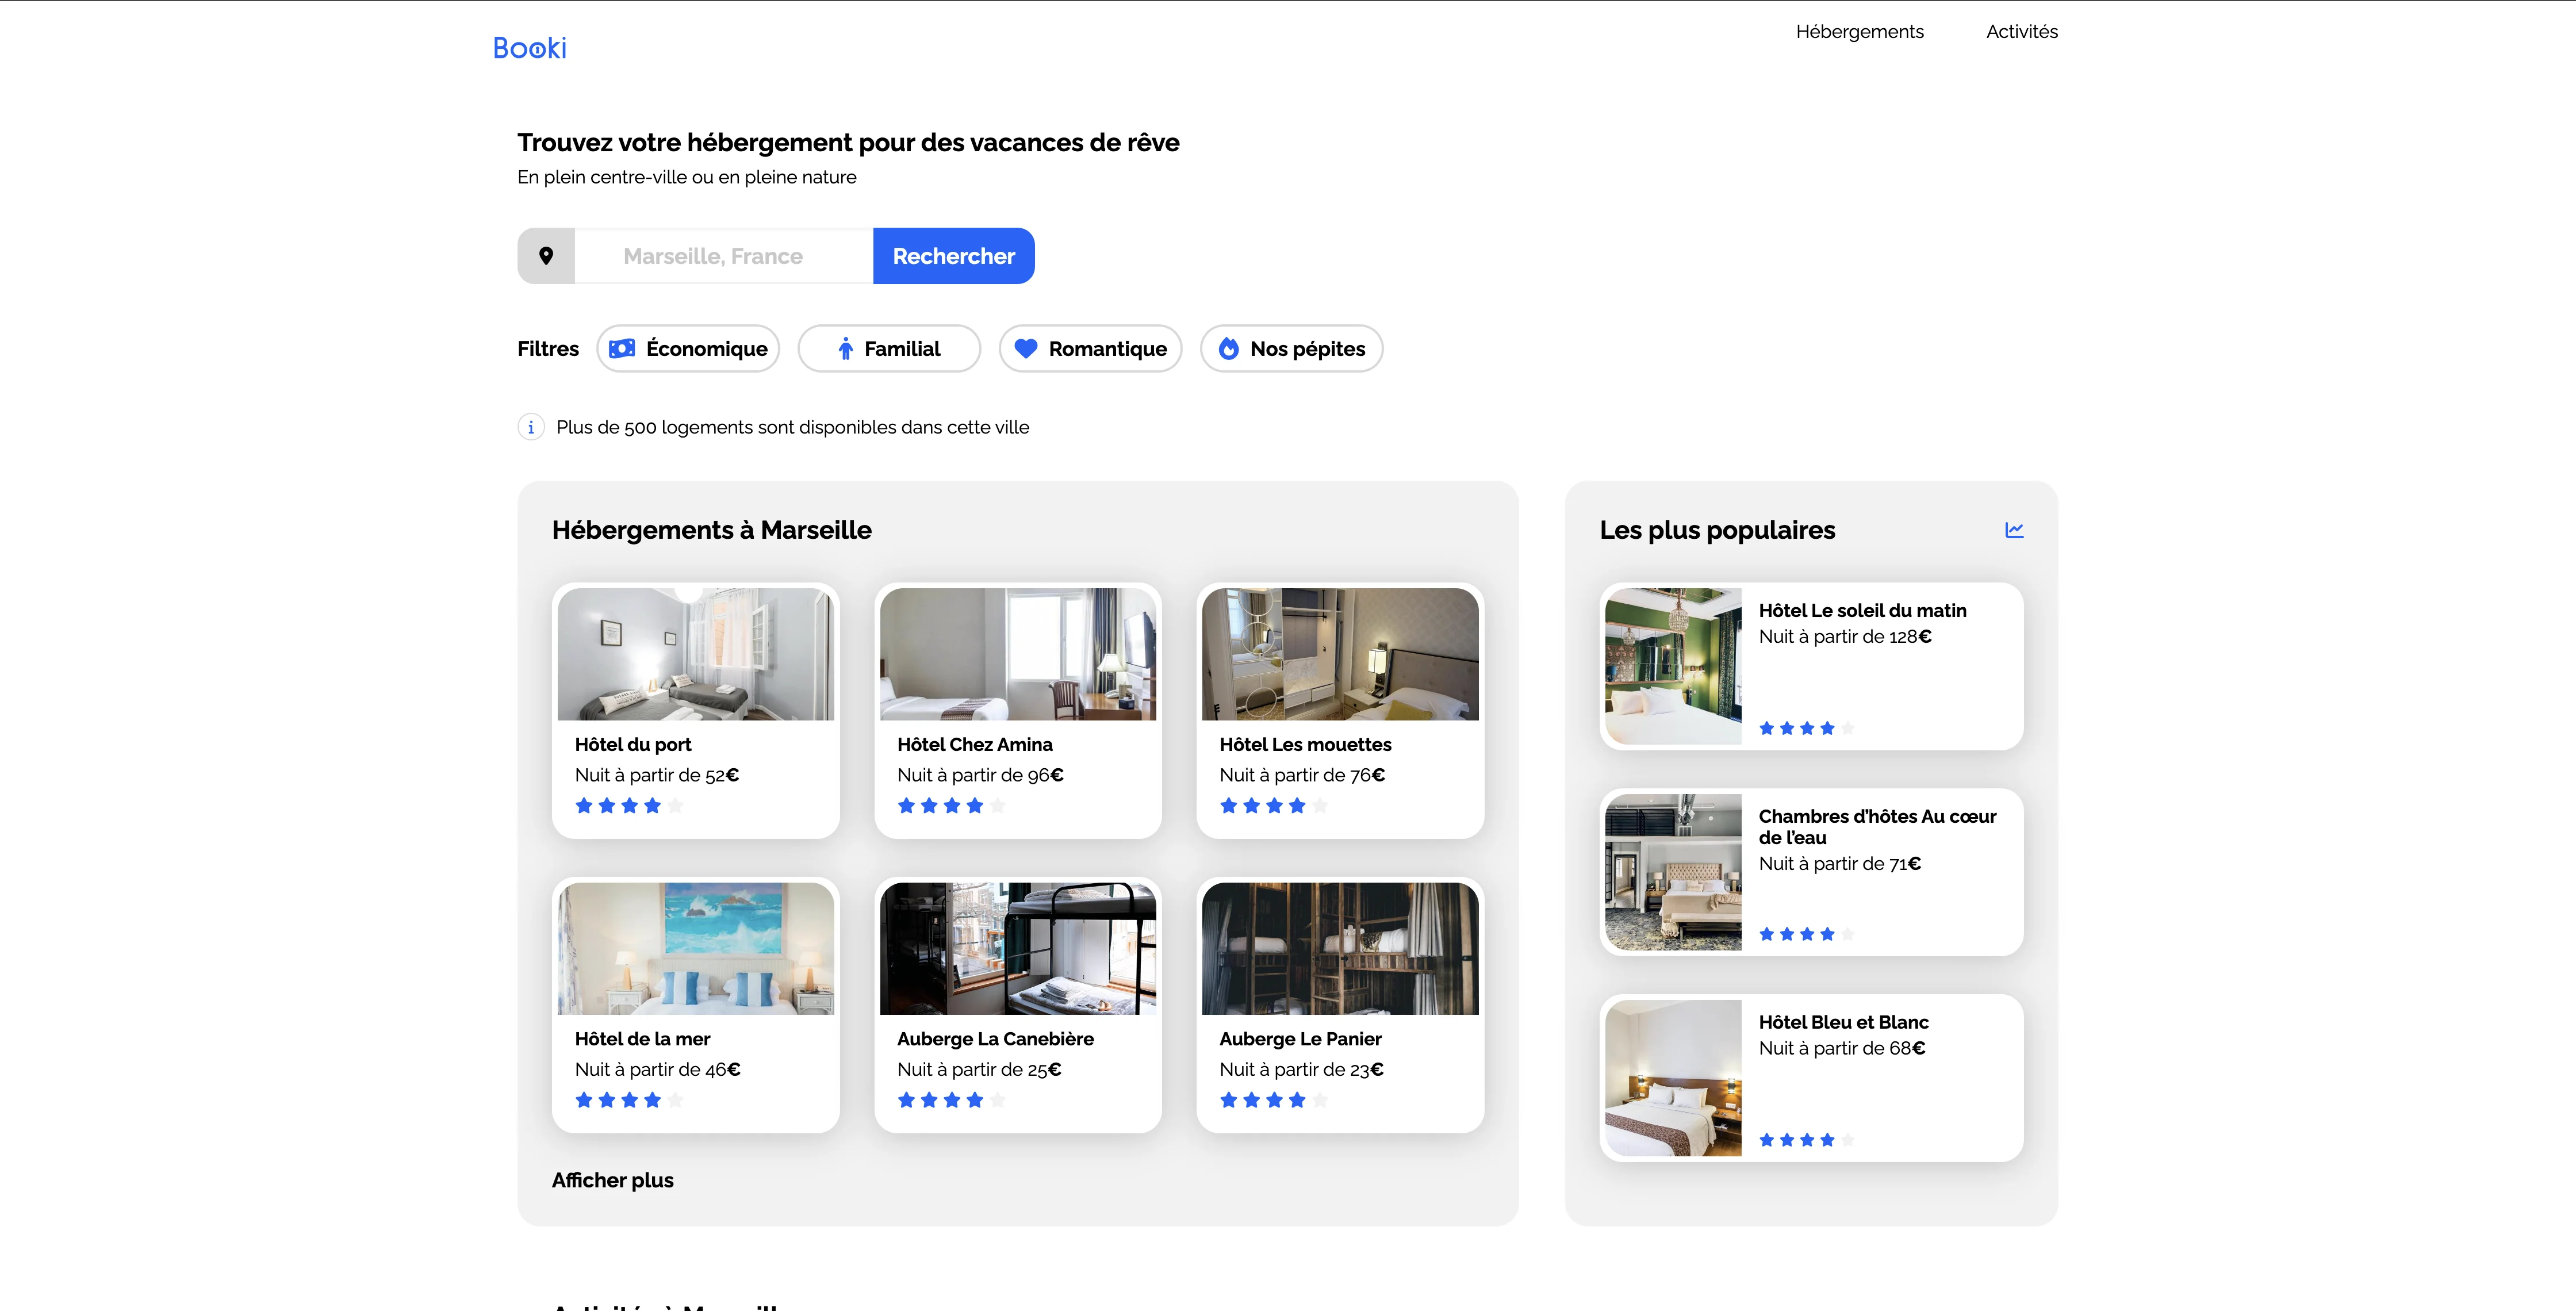 Booki
Hébergements
Activités
Trouvez votre hébergement pour des vacances de rêve
En plein centre-ville ou en pleine nature
Marseille, France
Rechercher
Filtres
Économique
Familial
Romantique
Nos pépites
Plus de 500 logements sont disponibles dans cette ville
Hébergements à Marseille
Hôtel du port
Nuit à partir de 52€
Hôtel Chez Amina
Nuit à partir de 96€
Hôtel Les mouettes
Nuit à partir de 76€
Hôtel de la mer
Nuit à partir de 46€
Auberge La Canebière
Nuit à partir de 25€
Auberge Le Panier
Nuit à partir de 23€
Afficher plus
Les plus populaires
Hôtel Le soleil du matin
Nuit à partir de 128€
Chambres d'hôtes Au cœur
de l'eau
Nuit à partir de 71€
Hôtel Bleu et Blanc
Nuit à partir de 68€